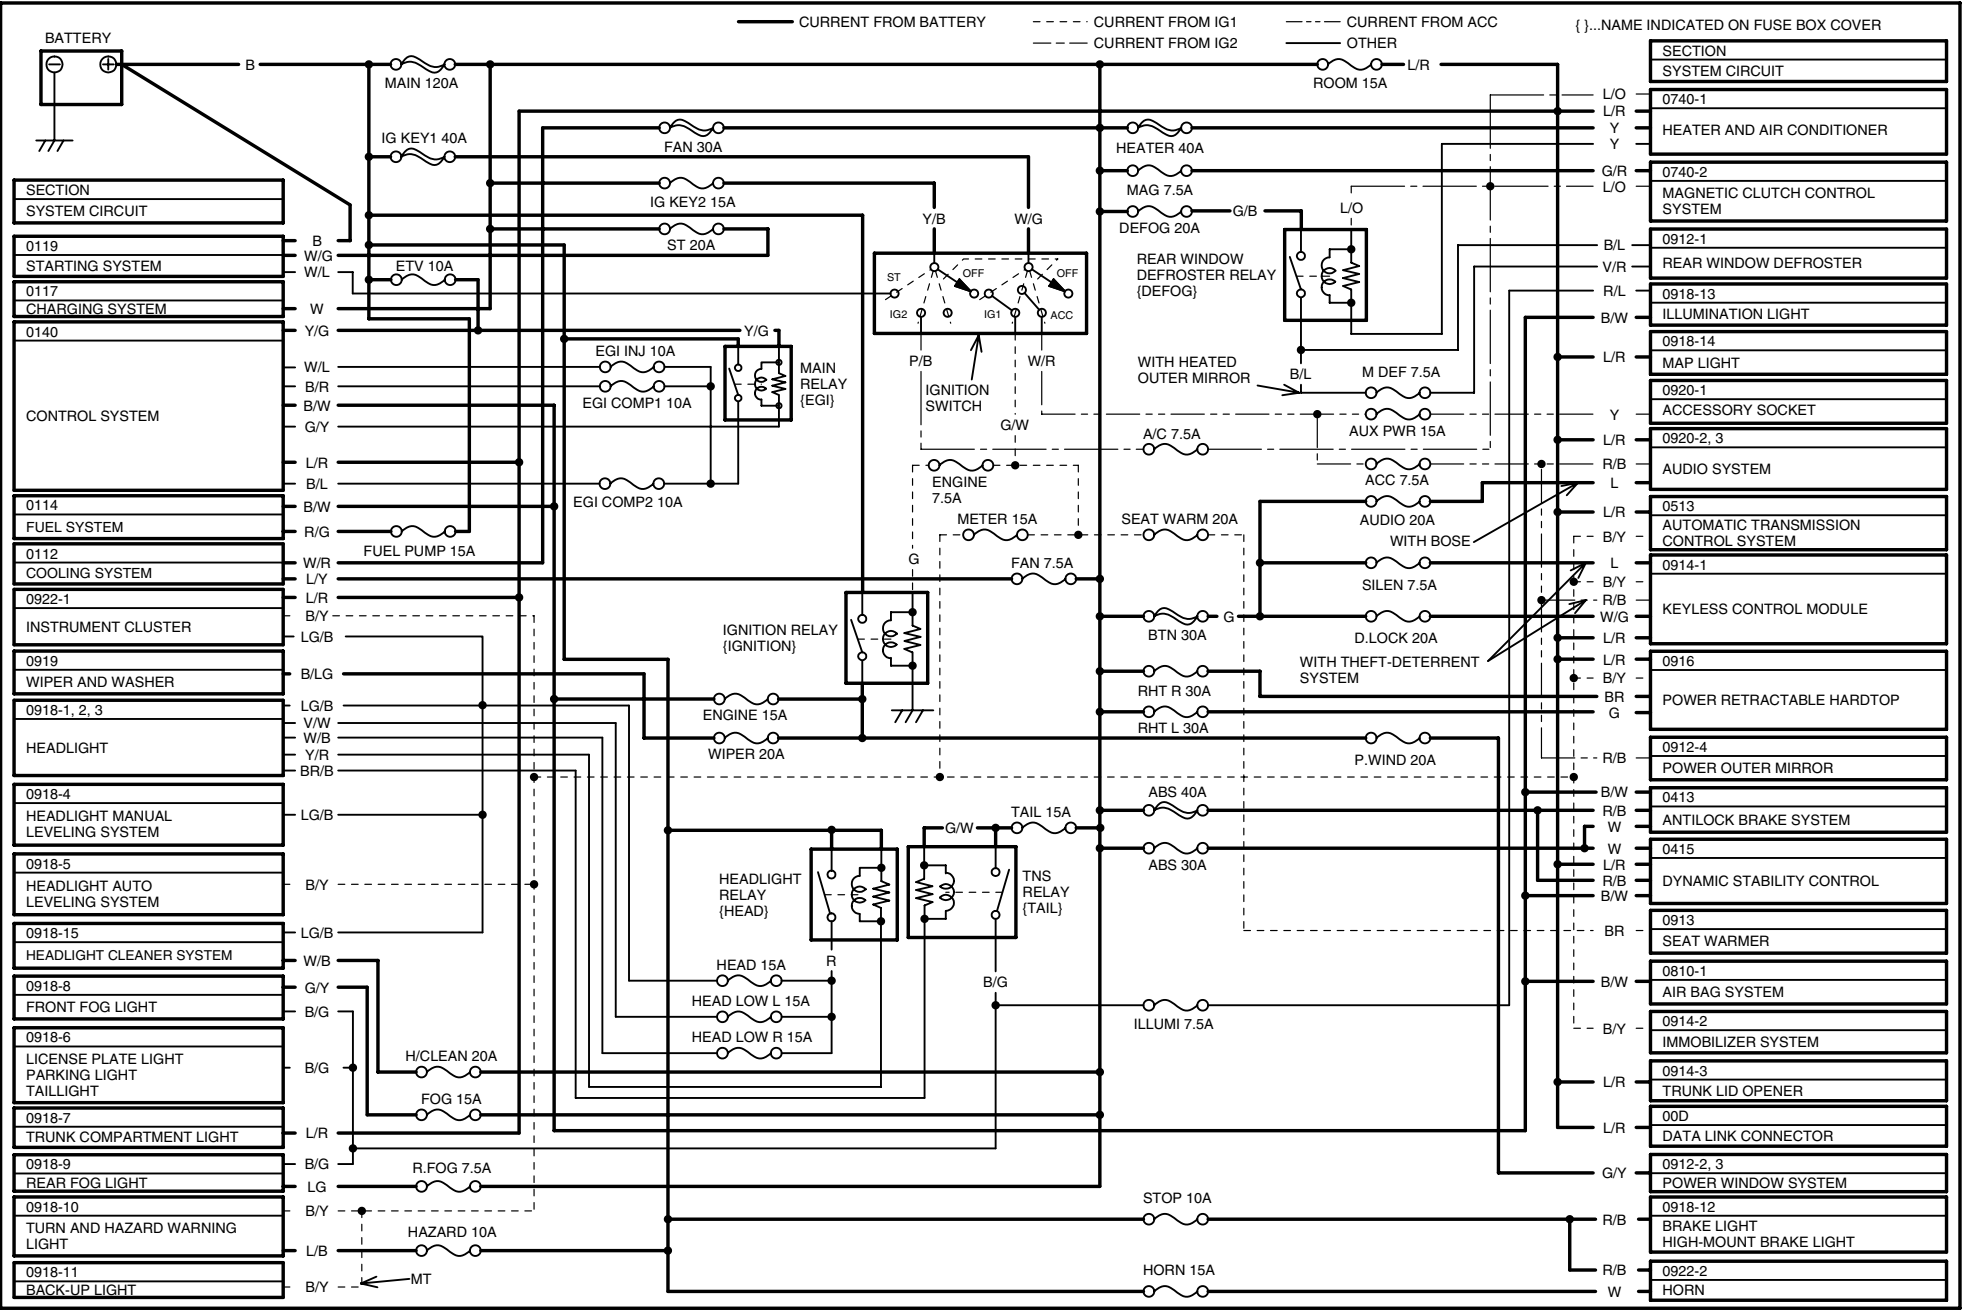 CURRENT FROM BATTERY
CURRENT FROM IG1
CURRENT FROM IG2
CURRENT FROM ACC
OTHER
{ }...NAME INDICATED ON FUSE BOX COVER
BATTERY
B
MAIN 120A
ROOM 15A
L/R
IG KEY1 40A
FAN 30A
HEATER 40A
IG KEY2 15A
MAG 7.5A
ST 20A
DEFOG 20A
G/B
L/O
ETV 10A
Y/B
W/G
ST
OFF
OFF
IG2
IG1
ACC
P/B
W/R
IGNITION
SWITCH
G/W
REAR WINDOW
DEFROSTER RELAY
{DEFOG}
WITH HEATED
OUTER MIRROR
B/L
M DEF 7.5A
AUX PWR 15A
A/C 7.5A
ACC 7.5A
AUDIO 20A
WITH BOSE
Y/G
EGI INJ 10A
EGI COMP1 10A
MAIN
RELAY
{EGI}
EGI COMP2 10A
FUEL PUMP 15A
ENGINE
7.5A
METER 15A
SEAT WARM 20A
G
FAN 7.5A
SILEN 7.5A
BTN 30A
G
D.LOCK 20A
WITH THEFT-DETERRENT
SYSTEM
IGNITION RELAY
{IGNITION}
RHT R 30A
RHT L 30A
ENGINE 15A
WIPER 20A
P.WIND 20A
ABS 40A
ABS 30A
TAIL 15A
G/W
HEADLIGHT
RELAY
{HEAD}
TNS
RELAY
{TAIL}
R
B/G
HEAD 15A
HEAD LOW L 15A
HEAD LOW R 15A
ILLUMI 7.5A
H/CLEAN 20A
FOG 15A
R.FOG 7.5A
HAZARD 10A
MT
STOP 10A
HORN 15A
SECTION
SYSTEM CIRCUIT
0119
STARTING SYSTEM
B
W/G
W/L
0117
CHARGING SYSTEM
W
0140
CONTROL SYSTEM
Y/G
W/L
B/R
B/W
G/Y
L/R
B/L
0114
FUEL SYSTEM
B/W
R/G
0112
COOLING SYSTEM
W/R
L/Y
0922-1
INSTRUMENT CLUSTER
L/R
B/Y
LG/B
0919
WIPER AND WASHER
B/LG
0918-1, 2, 3
HEADLIGHT
LG/B
V/W
W/B
Y/R
BR/B
0918-4
HEADLIGHT MANUAL
LEVELING SYSTEM
LG/B
0918-5
HEADLIGHT AUTO
LEVELING SYSTEM
B/Y
0918-15
HEADLIGHT CLEANER SYSTEM
LG/B
W/B
0918-8
FRONT FOG LIGHT
G/Y
B/G
0918-6
LICENSE PLATE LIGHT
PARKING LIGHT
TAILLIGHT
B/G
0918-7
TRUNK COMPARTMENT LIGHT
L/R
0918-9
REAR FOG LIGHT
B/G
LG
0918-10
TURN AND HAZARD WARNING
LIGHT
B/Y
L/B
0918-11
BACK-UP LIGHT
B/Y
SECTION
SYSTEM CIRCUIT
L/O
L/R
Y
Y
0740-1
HEATER AND AIR CONDITIONER
G/R
L/O
0740-2
MAGNETIC CLUTCH CONTROL
SYSTEM
B/L
V/R
0912-1
REAR WINDOW DEFROSTER
R/L
B/W
0918-13
ILLUMINATION LIGHT
L/R
0918-14
MAP LIGHT
Y
0920-1
ACCESSORY SOCKET
L/R
R/B
L
0920-2, 3
AUDIO SYSTEM
L/R
B/Y
0513
AUTOMATIC TRANSMISSION
CONTROL SYSTEM
L
B/Y
R/B
W/G
L/R
0914-1
KEYLESS CONTROL MODULE
L/R
B/Y
BR
G
0916
POWER RETRACTABLE HARDTOP
R/B
0912-4
POWER OUTER MIRROR
B/W
R/B
W
0413
ANTILOCK BRAKE SYSTEM
W
L/R
R/B
B/W
0415
DYNAMIC STABILITY CONTROL
BR
0913
SEAT WARMER
B/W
0810-1
AIR BAG SYSTEM
B/Y
0914-2
IMMOBILIZER SYSTEM
L/R
0914-3
TRUNK LID OPENER
L/R
00D
DATA LINK CONNECTOR
G/Y
0912-2, 3
POWER WINDOW SYSTEM
R/B
0918-12
BRAKE LIGHT
HIGH-MOUNT BRAKE LIGHT
R/B
W
0922-2
HORN